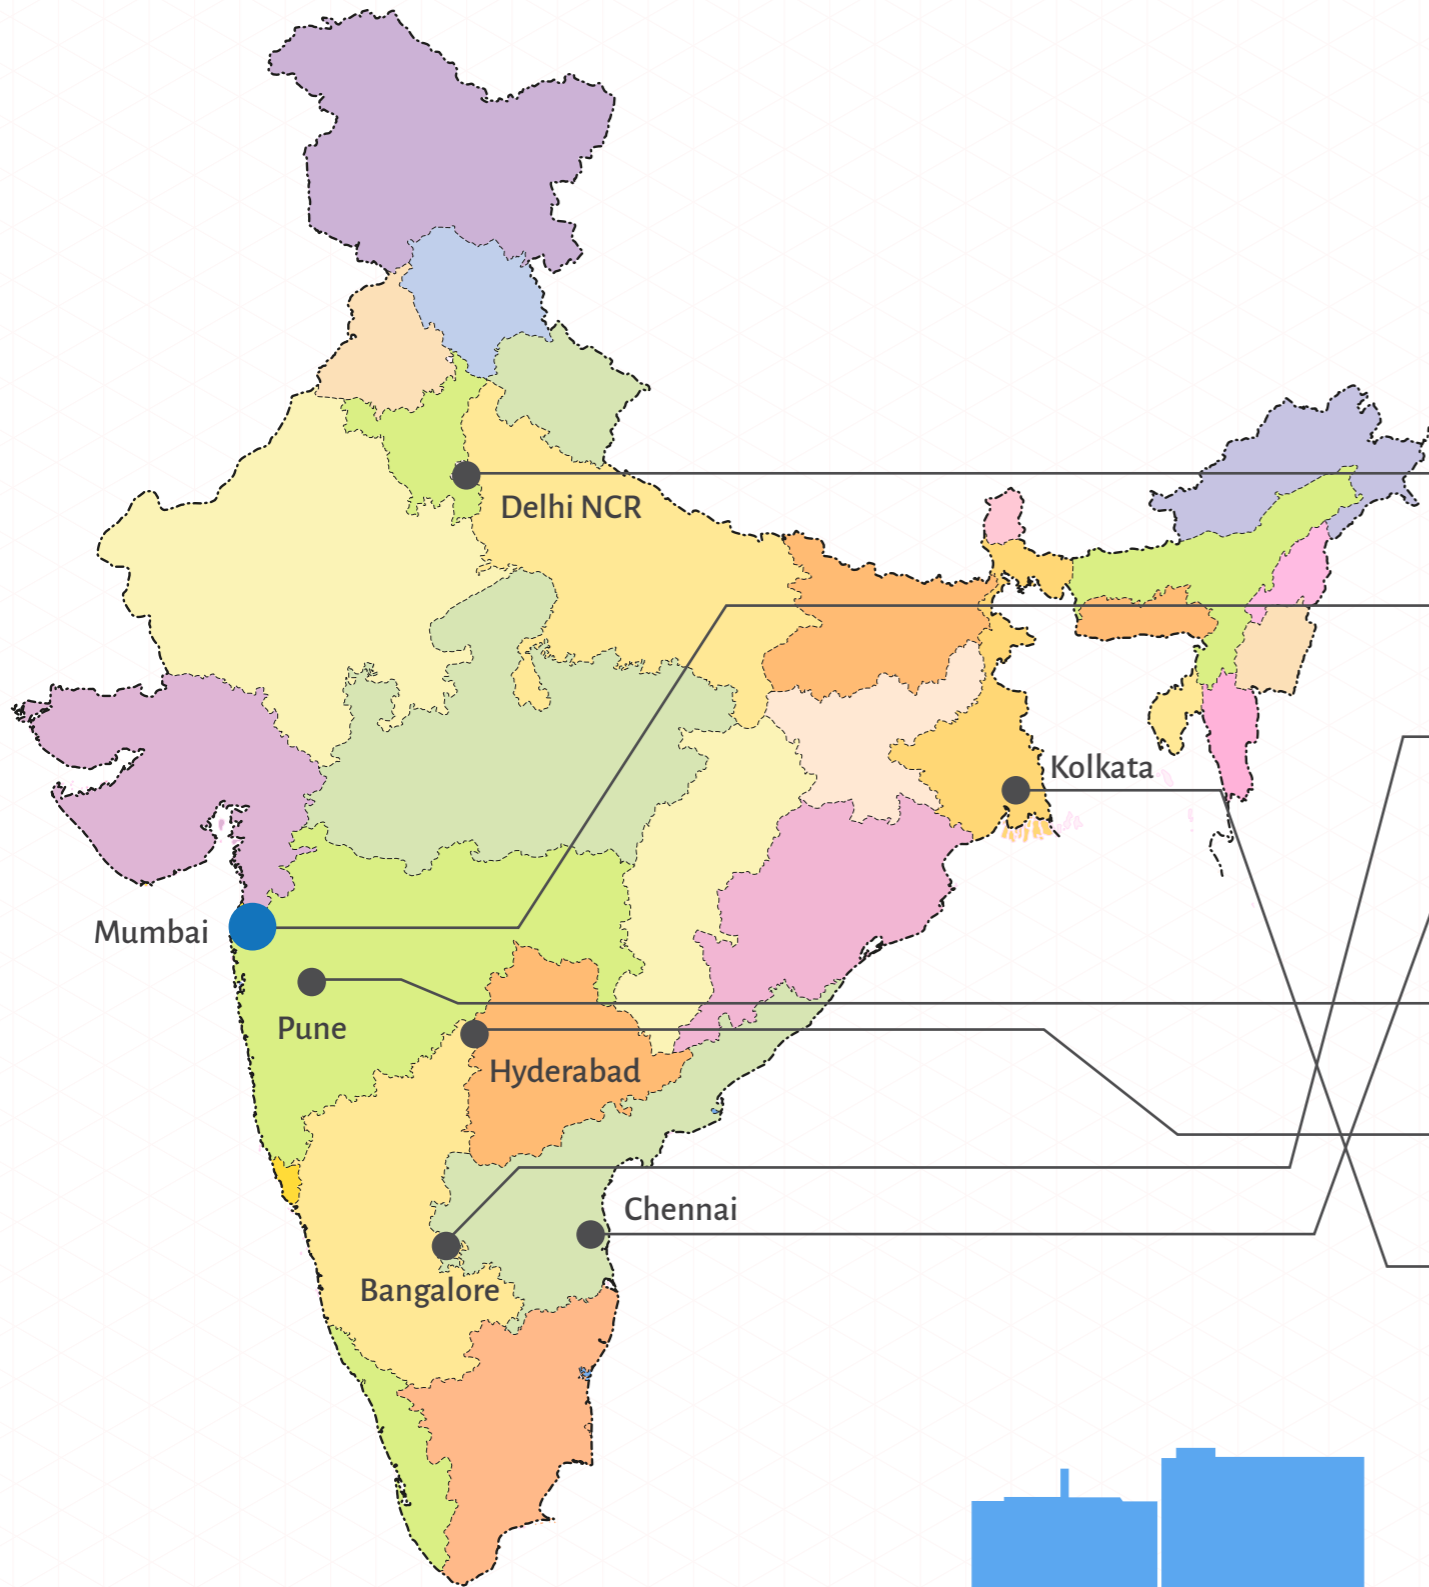 Delhi NCR
Kolkata
Mumbai
Pune
Hyderabad
Chennai
Bangalore